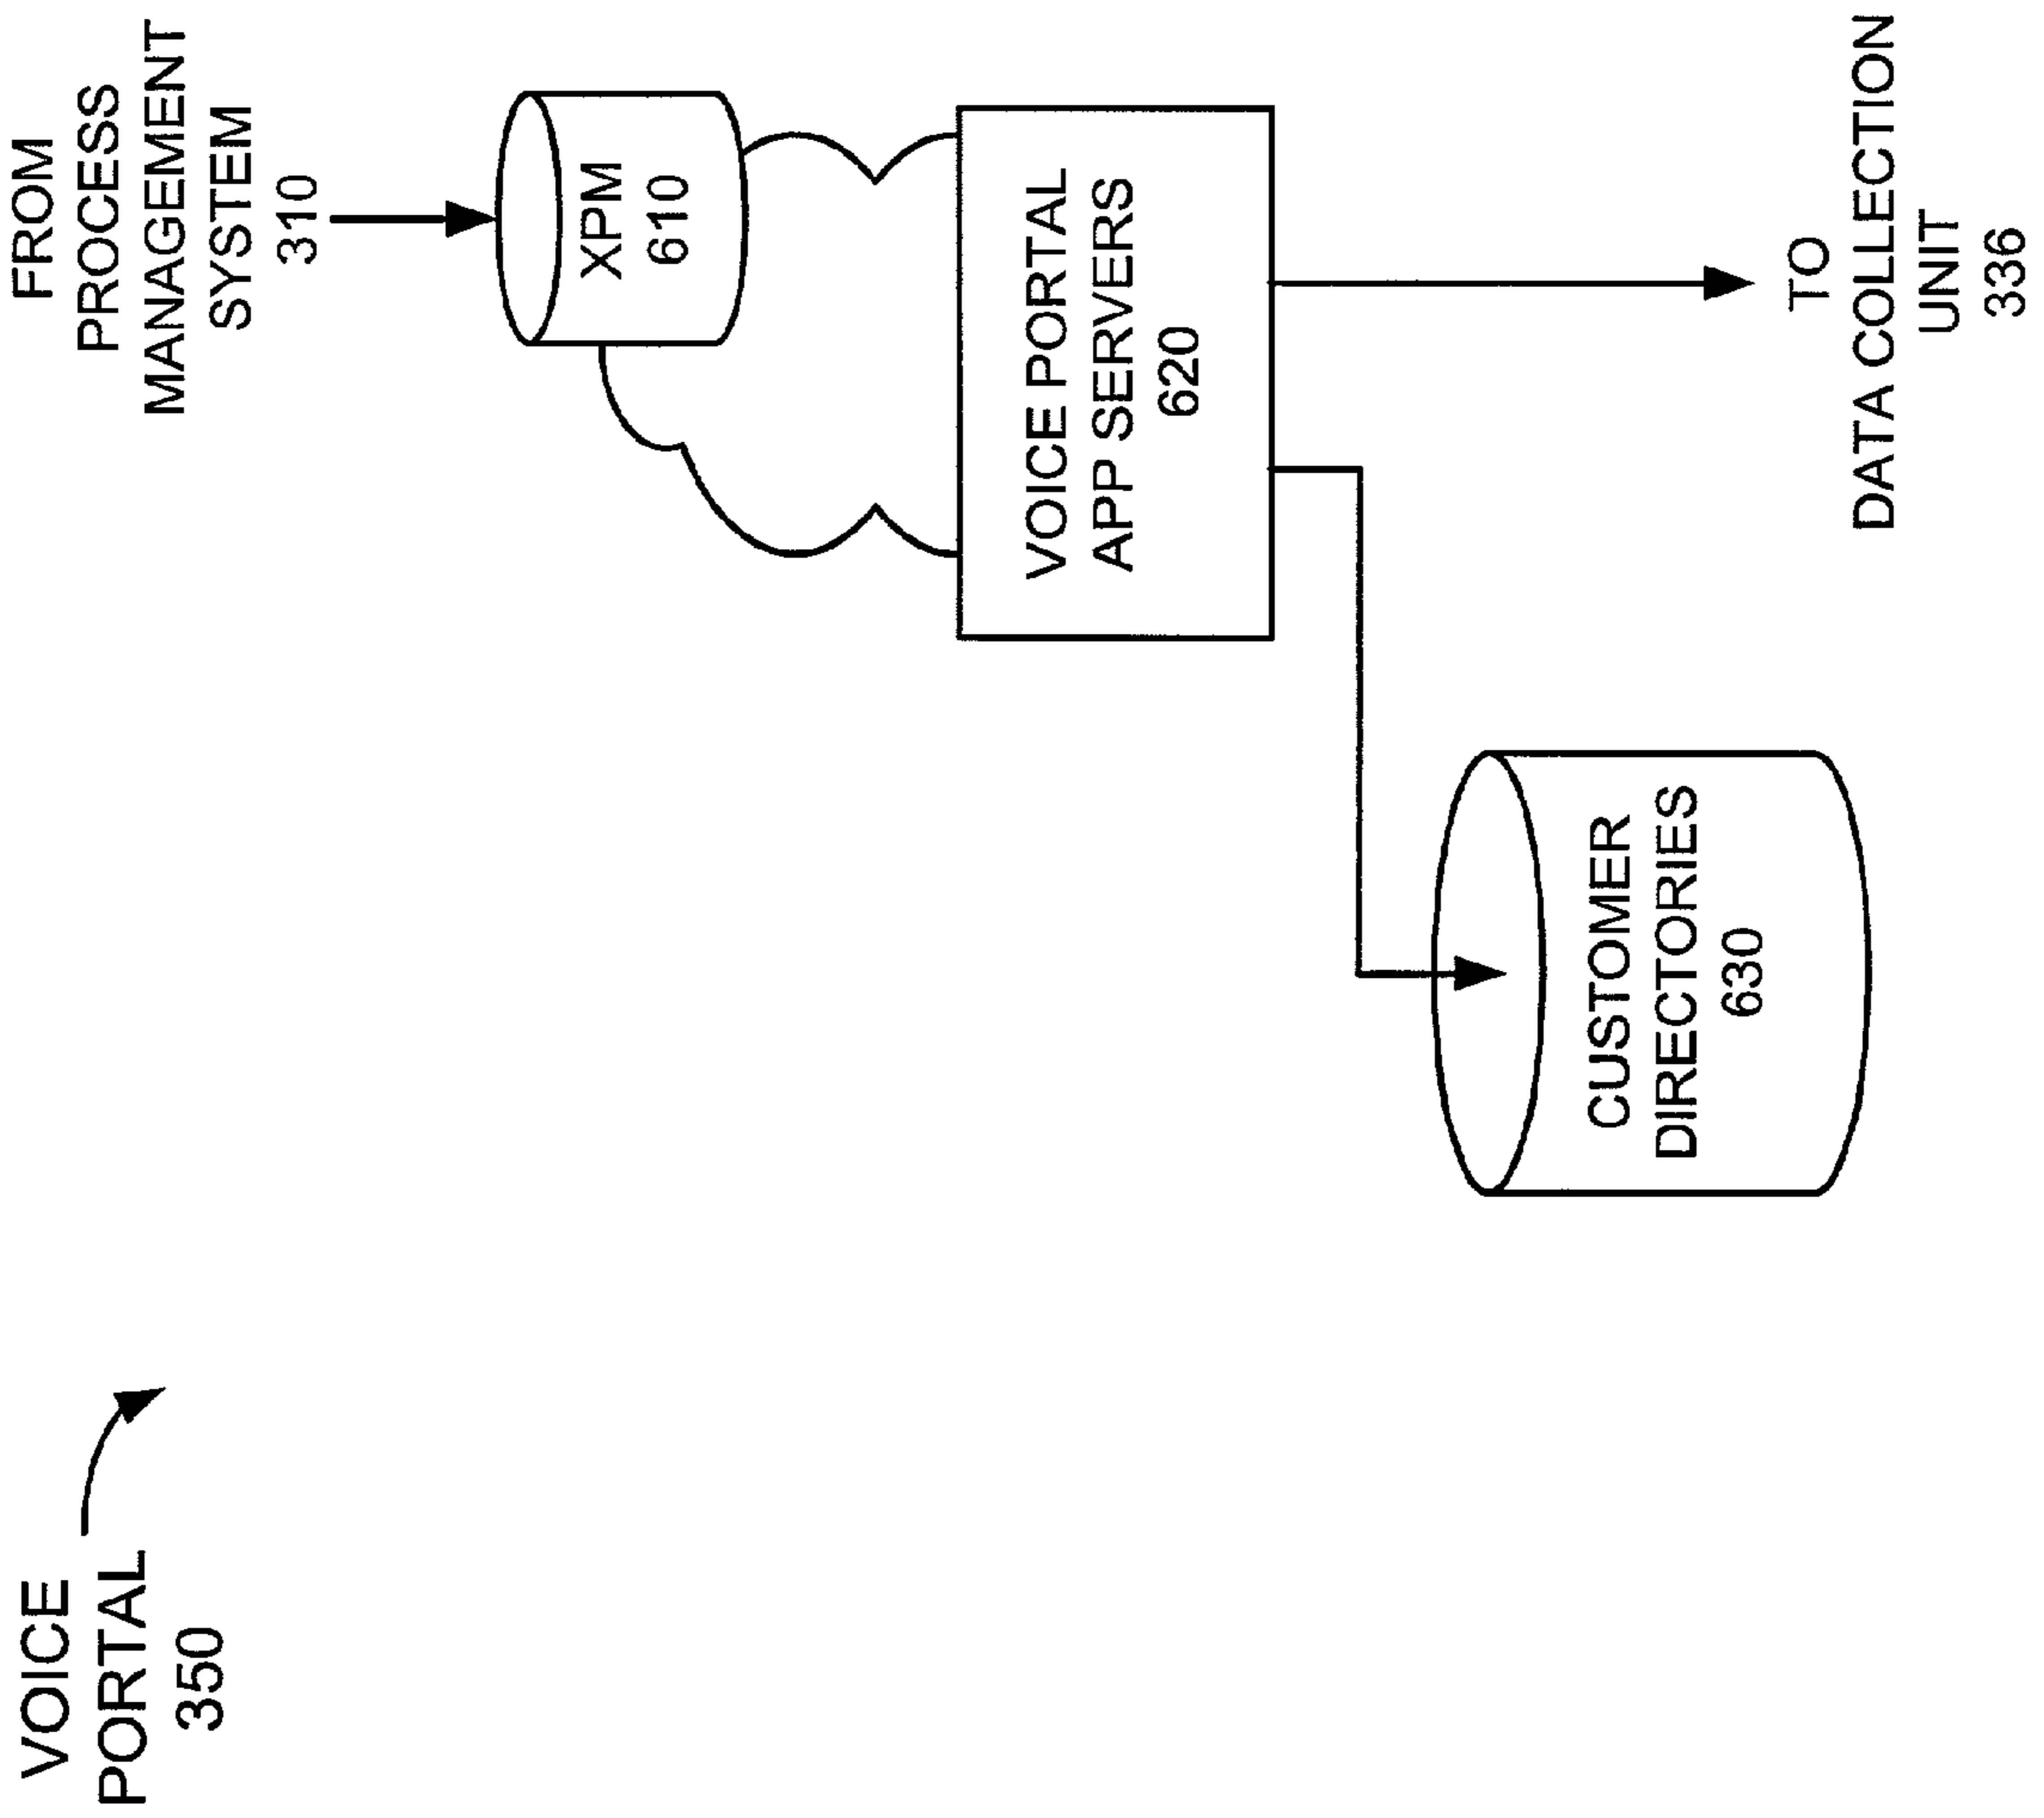 VOICE
PORTAL
350
FROM
PROCESS
MANAGEMENT
SYSTEM
310
XPM
610
VOICE PORTAL
APP SERVERS
620
CUSTOMER
DIRECTORIES
630
TO
DATA COLLECTION
UNIT
336